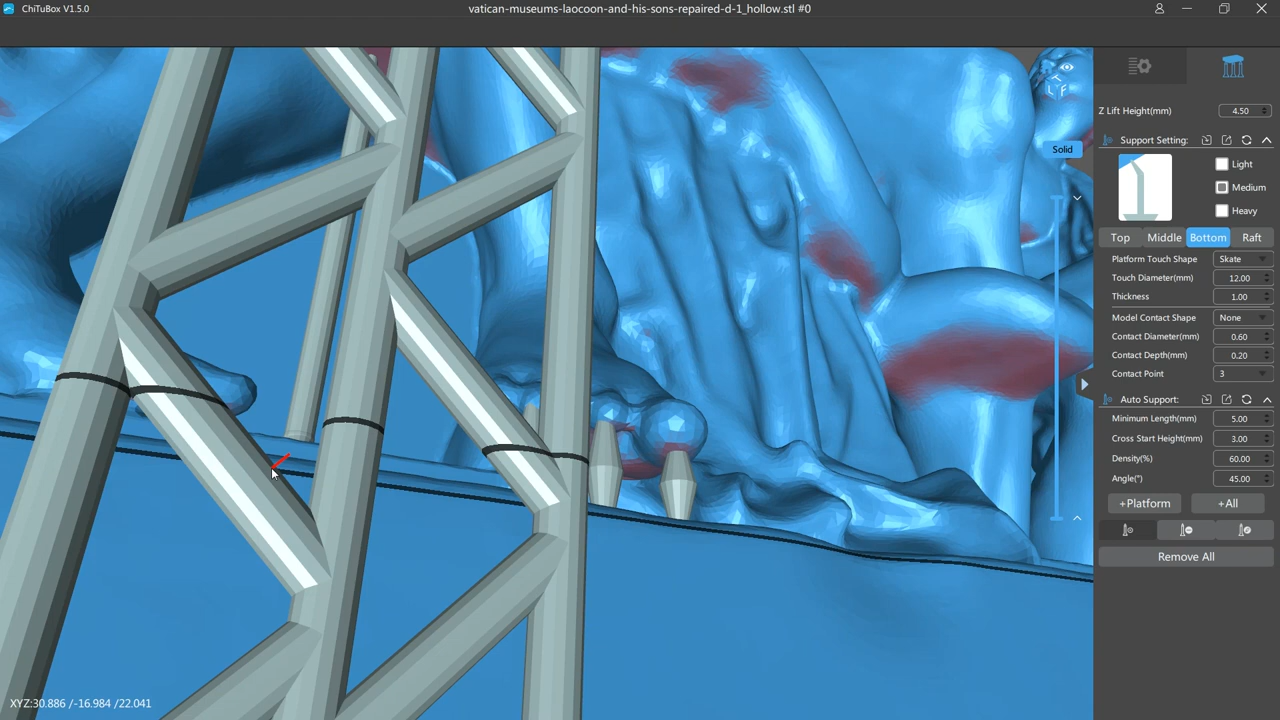 ChiTuBox V1.5.0
vatican-museums-laocoon-and-his-sons-repaired-d-1_hollow.stl #0
Z Lift Height(mm) 4.50
Support Setting:
Solid
Light
Medium
Heavy
Top Middle Bottom Raft
Platform Touch Shape Skate
Touch Diameter(mm) 12.00
Thickness 1.00
Model Contact Shape None
Contact Diameter(mm) 0.60
Contact Depth(mm) 0.20
Contact Point 3
Auto Support:
Minimum Length(mm) 5.00
Cross Start Height(mm) 3.00
Density(%) 60.00
Angle(°) 45.00
+Platform +All
Remove All
XYZ:30.886 /-16.984 /22.041